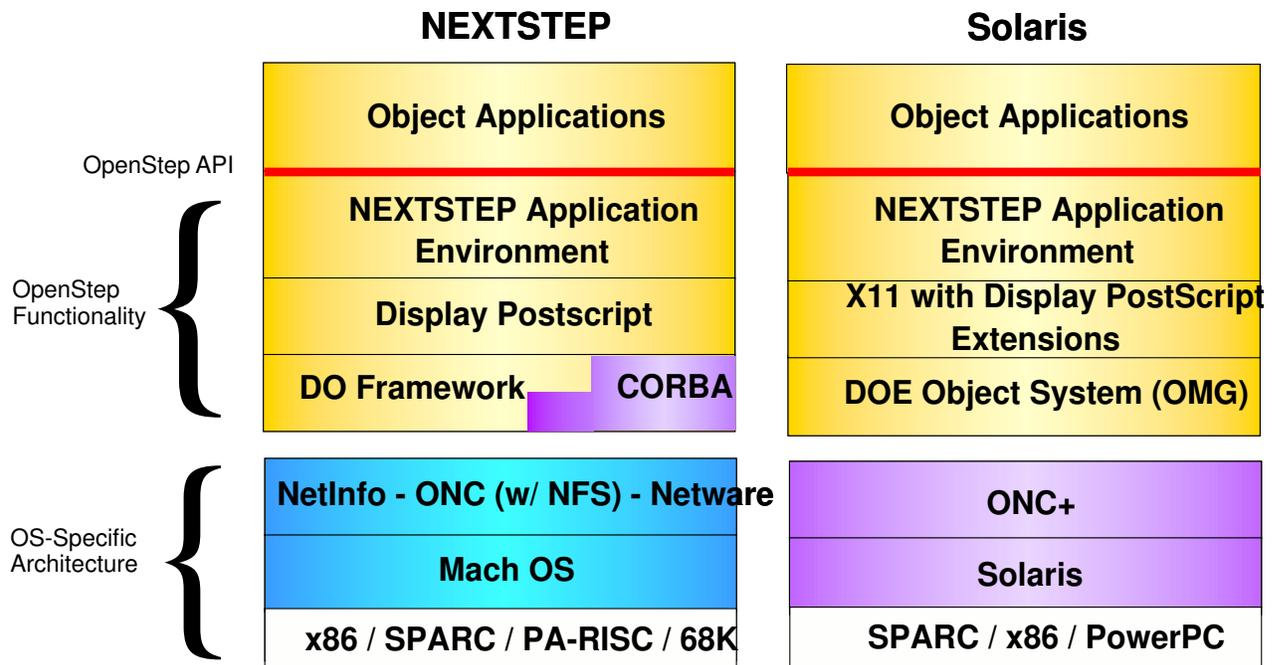 NEXTSTEP
Solaris
Object Applications
Object Applications
OpenStep API
NEXTSTEP Application
Environment
NEXTSTEP Application
Environment
OpenStep
Functionality
Display Postscript
X11 with Display PostScript
Extensions
DO Framework
CORBA
DOE Object System (OMG)
NetInfo - ONC (w/ NFS) - Netware
ONC+
OS-Specific
Architecture
Mach OS
Solaris
x86 / SPARC / PA-RISC / 68K
SPARC / x86 / PowerPC